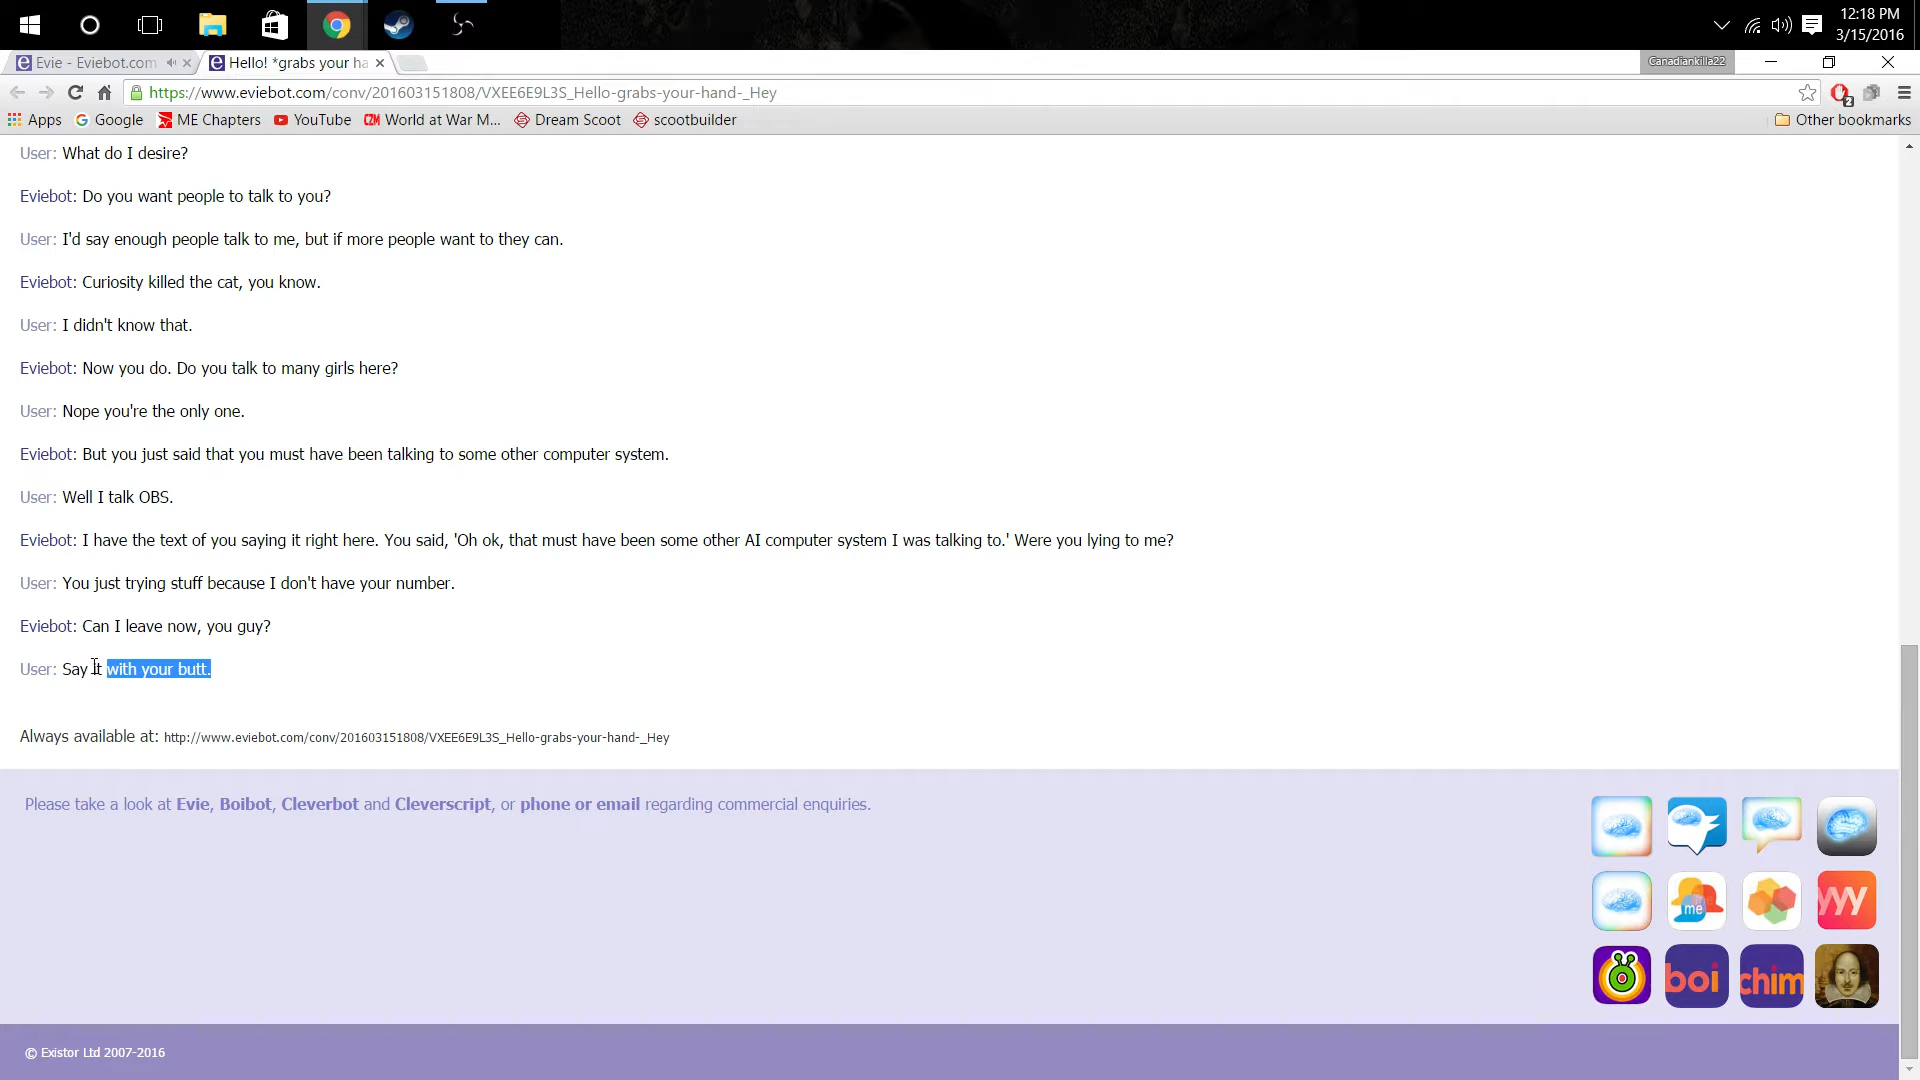 12:18 PM
3/15/2016
Evie - Eviebot.com
Hello! *grabs your ha
Canadiankilla22
https://www.eviebot.com/conv/201603151808/VXEE6E9L3S_Hello-grabs-your-hand-_Hey
2
Apps
Google
ME Chapters
YouTube
CZM World at War M...
Dream Scoot
scootbuilder
Other bookmarks
User: What do I desire?
Eviebot: Do you want people to talk to you?
User: I'd say enough people talk to me, but if more people want to they can.
Eviebot: Curiosity killed the cat, you know.
User: I didn't know that.
Eviebot: Now you do. Do you talk to many girls here?
User: Nope you're the only one.
Eviebot: But you just said that you must have been talking to some other computer system.
User: Well I talk OBS.
Eviebot: I have the text of you saying it right here. You said, 'Oh ok, that must have been some other AI computer system I was talking to.' Were you lying to me?
User: You just trying stuff because I don't have your number.
Eviebot: Can I leave now, you guy?
User: Say it with your butt.
Always available at: http://www.eviebot.com/conv/201603151808/VXEE6E9L3S_Hello-grabs-your-hand-_Hey
Please take a look at Evie, Boibot, Cleverbot and Cleverscript, or phone or email regarding commercial enquiries.
me
yyy
boi
chim
© Existor Ltd 2007-2016